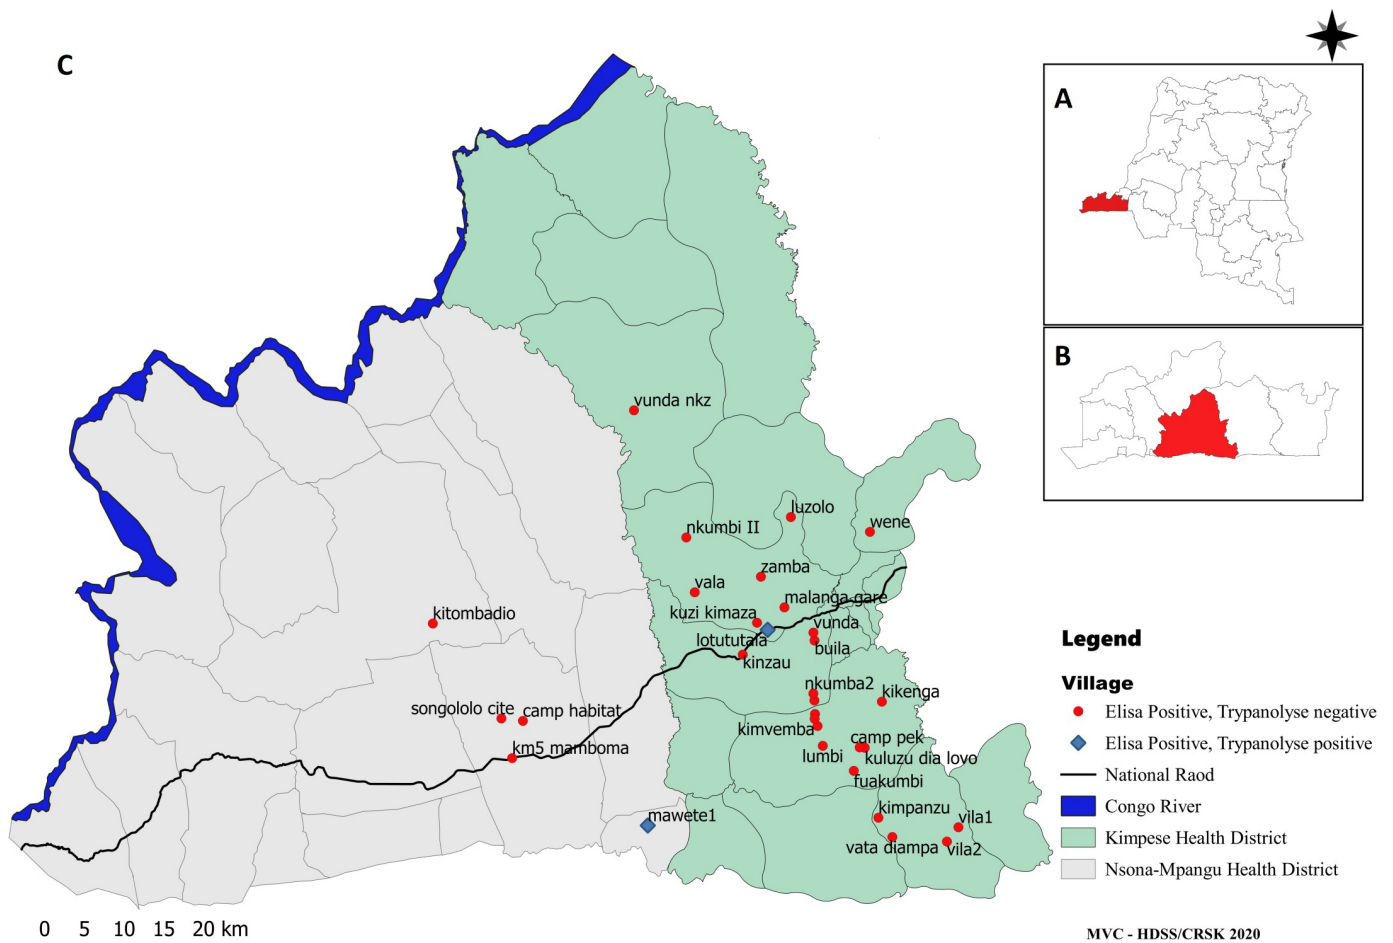 C
A
B
vunda nkz
luzolo
nkumbi II
wene
zamba
vala
malanga gare
kuzi kimaza
kitombadio
vunda
lotututala
buila
kinzau
nkumba2
kikenga
songololo cite
camp habitat
kimvemba
camp pek
km5 mamboma
lumbi
kuluzu dia lovo
fuakumbi
mawete1
kimpanzu
vila1
vata diampa
vila2
Legend
Village
Elisa Positive, Trypanolyse negative
Elisa Positive, Trypanolyse positive
National Raod
Congo River
Kimpese Health District
Nsona-Mpangu Health District
0 5 10 15 20 km
MVC - HDSS/CRSK 2020